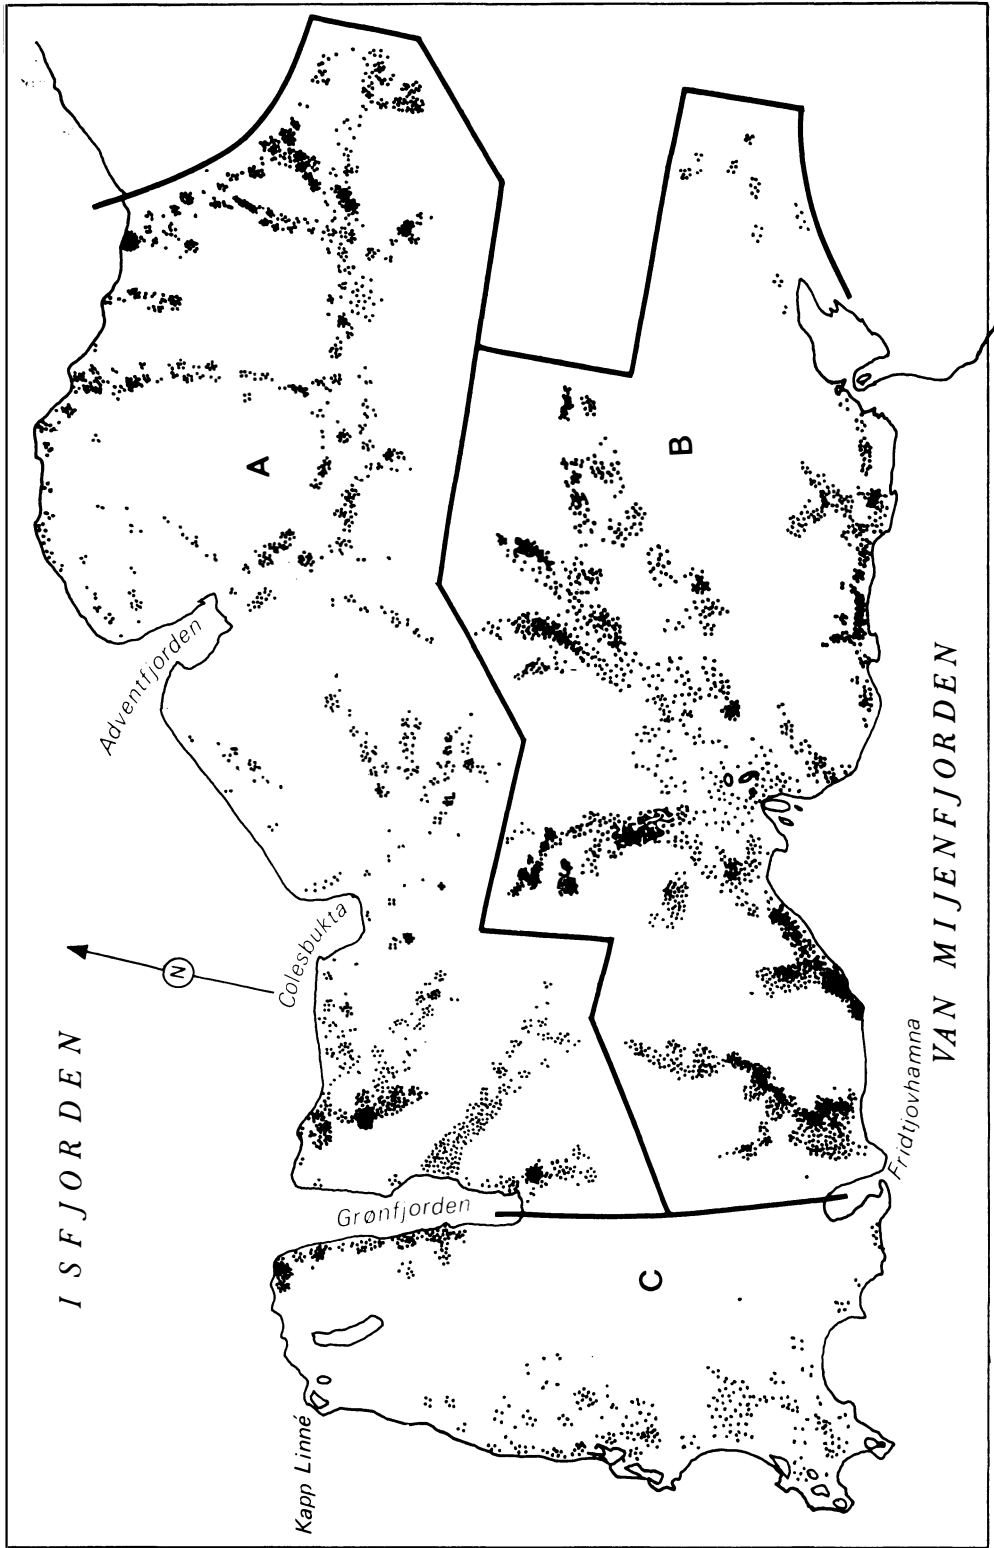 ISFJORDEN
Kapp Linné
Grønfjorden
N
Colesbukta
Adventfjorden
A
B
C
Fridtjovhamna
VAN MIJENFJORDEN